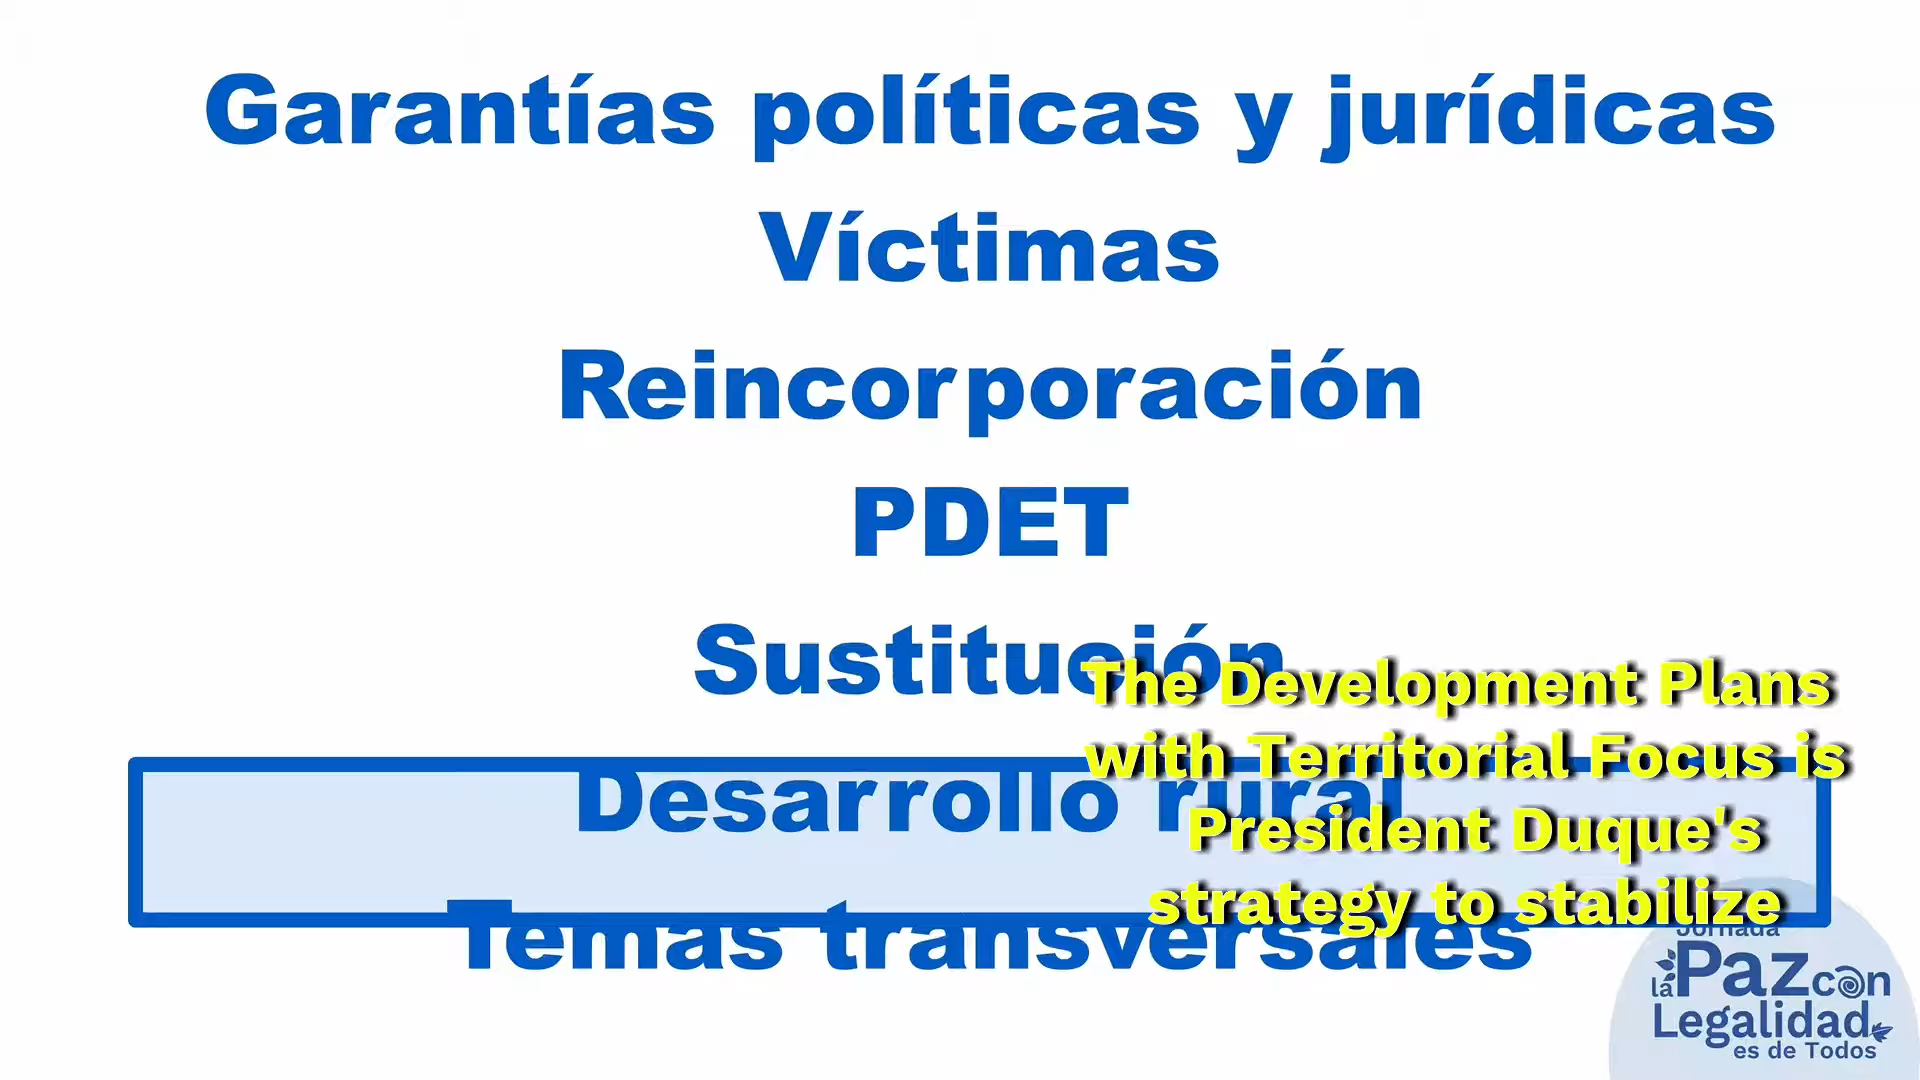 Garantías políticas y jurídicas
Víctimas
Reincorporación
PDET
Sustitución
The Development Plans
with Territorial Focus is
Desarrollo rural
President Duque's
strategy to stabilize
Temas transversales
Jornada
la Paz con
Legalidad
es de Todos